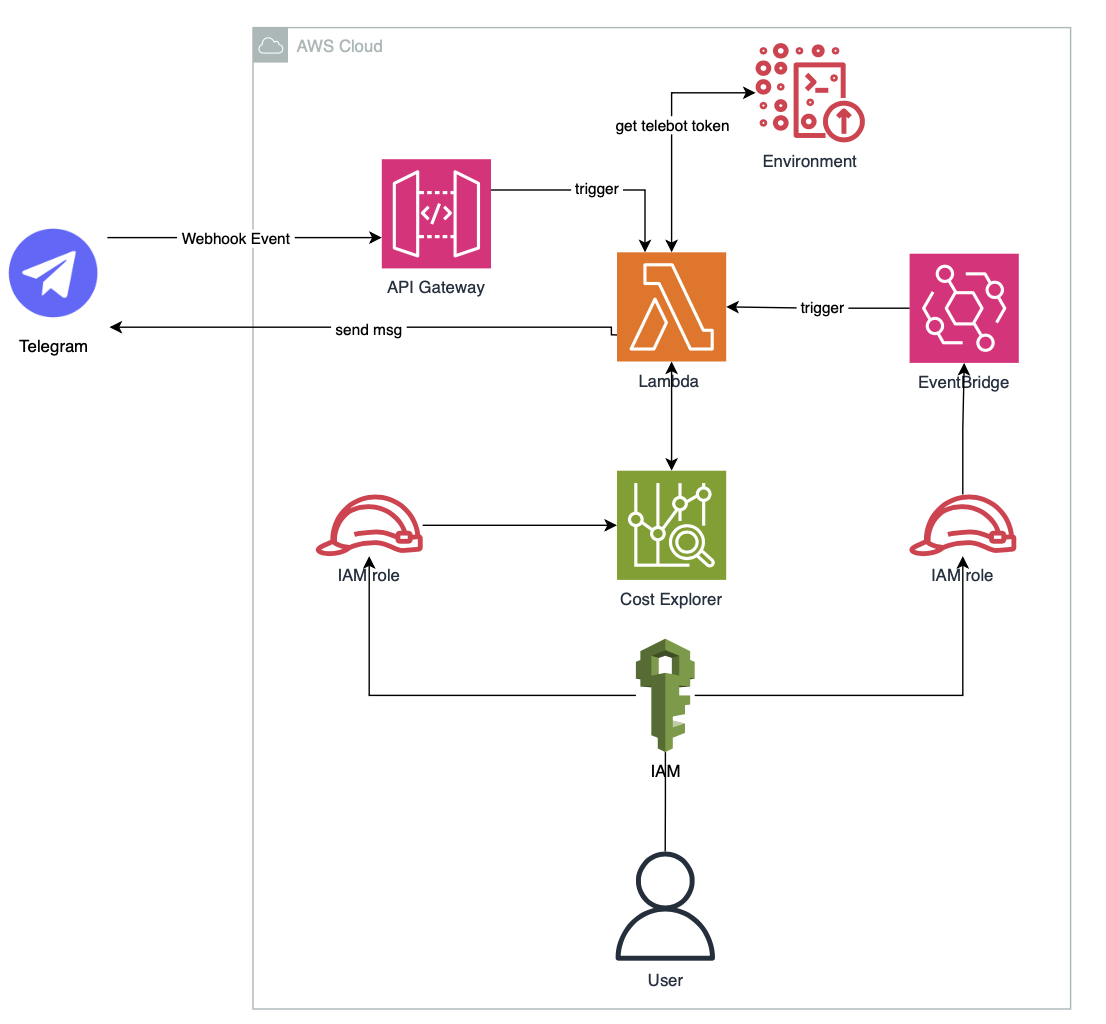 AWS Cloud
get telebot token
Environment
trigger
Webhook Event
API Gateway
Telegram
send msg
trigger
Lambda
EventBridge
IAM role
Cost Explorer
IAM role
IAM
User